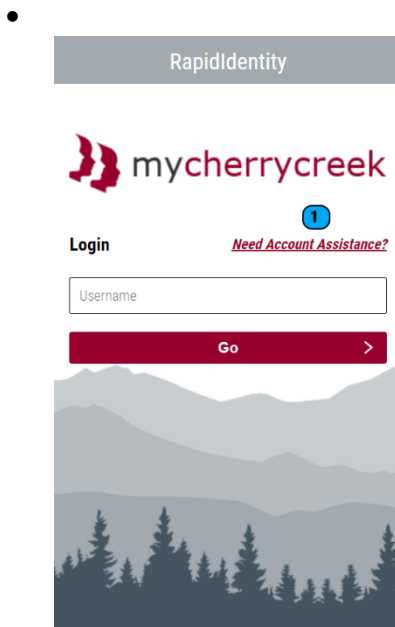 RapidIdentity
mycherrycreek
1
Login
Need Account Assistance?
Username
Go